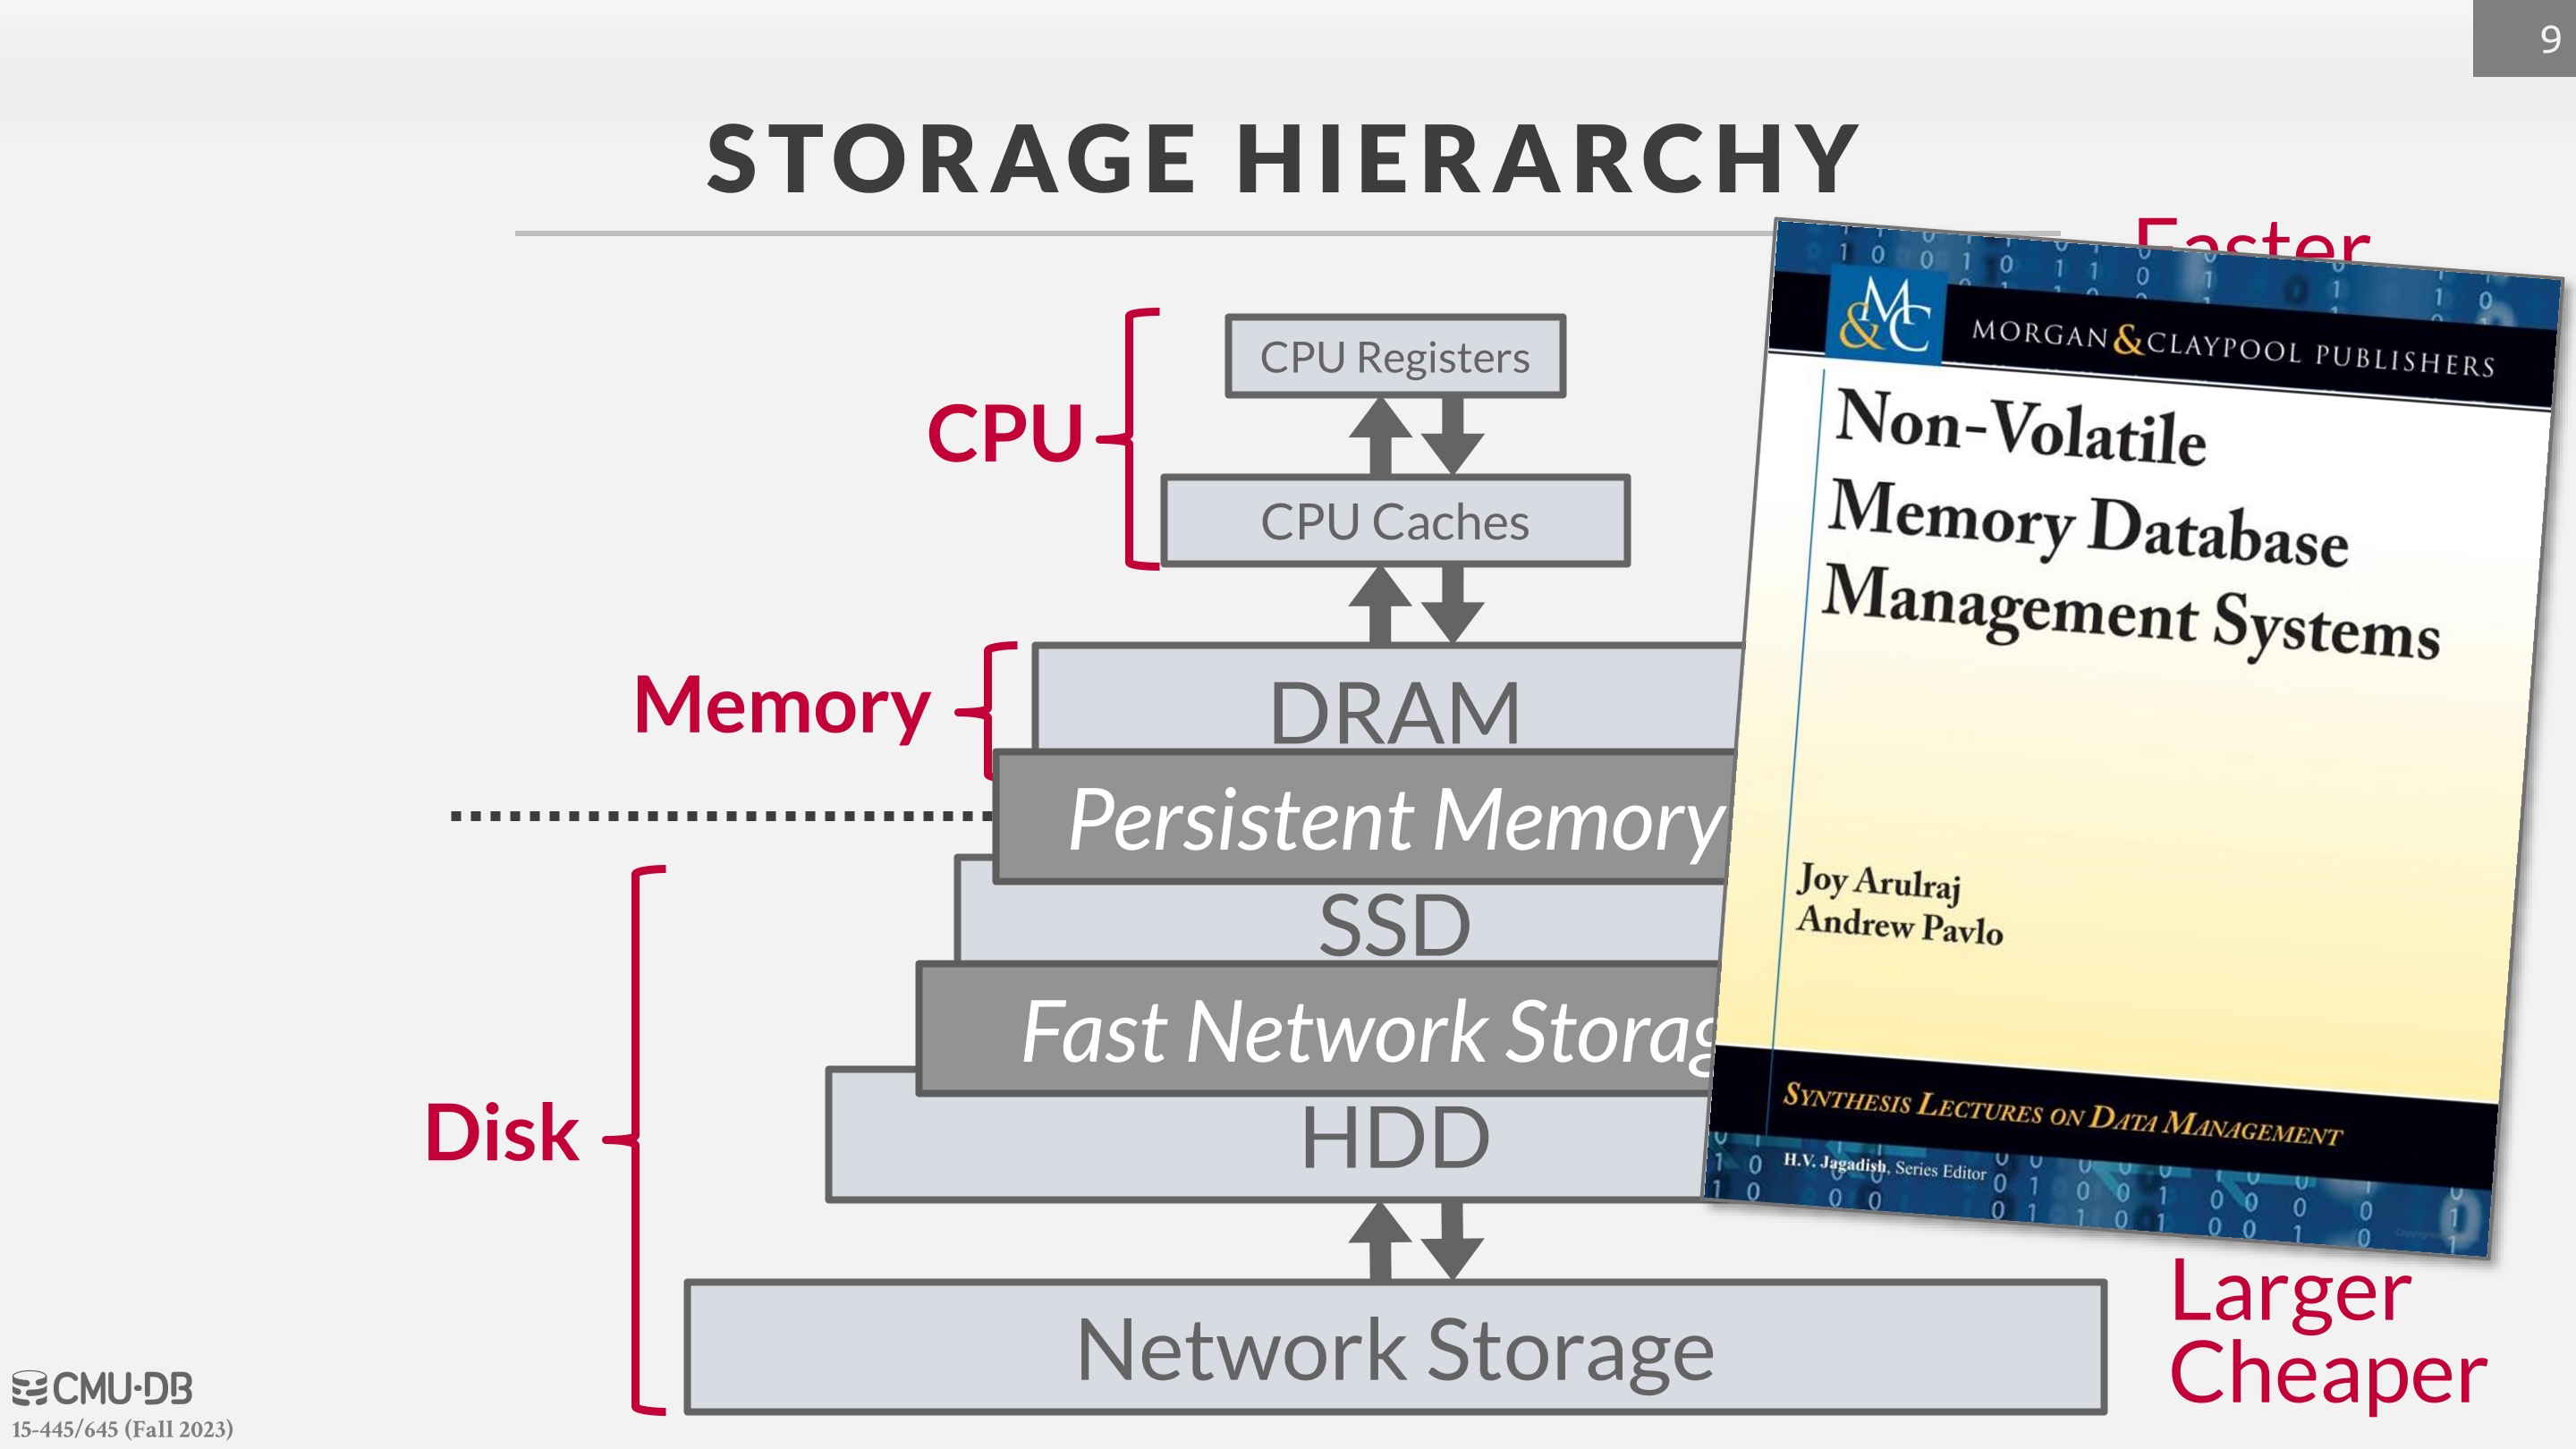 9
STORAGE HIERARCHY
Faster
CPU
CPU Registers
CPU Caches
Memory
DRAM
Persistent Memory
SSD
Fast Network Storag
Disk
HDD
Network Storage
Larger
Cheaper
M&C
MORGAN & CLAYPOOL PUBLISHERS
Non-Volatile
Memory Database
Management Systems
Joy Arulraj
Andrew Pavlo
SYNTHESIS LECTURES ON DATA MANAGEMENT
H.V. Jagadish, Series Editor
CMU·DB
15-445/645 (Fall 2023)